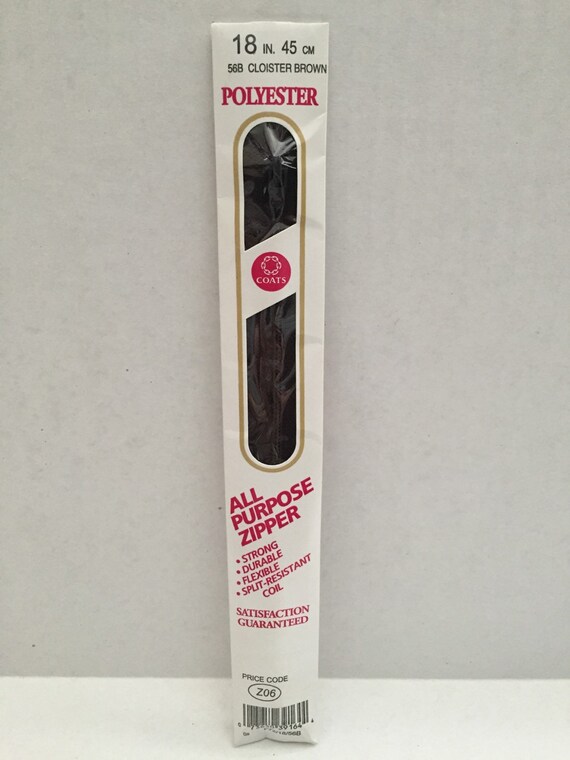 18 IN. 45 CM
56B CLOISTER BROWN
POLYESTER
COATS
ALL
PURPOSE
ZIPPER
• STRONG
• DURABLE
• FLEXIBLE
• SPLIT-RESISTANT
COIL
SATISFACTION
GUARANTEED
PRICE CODE
Z06